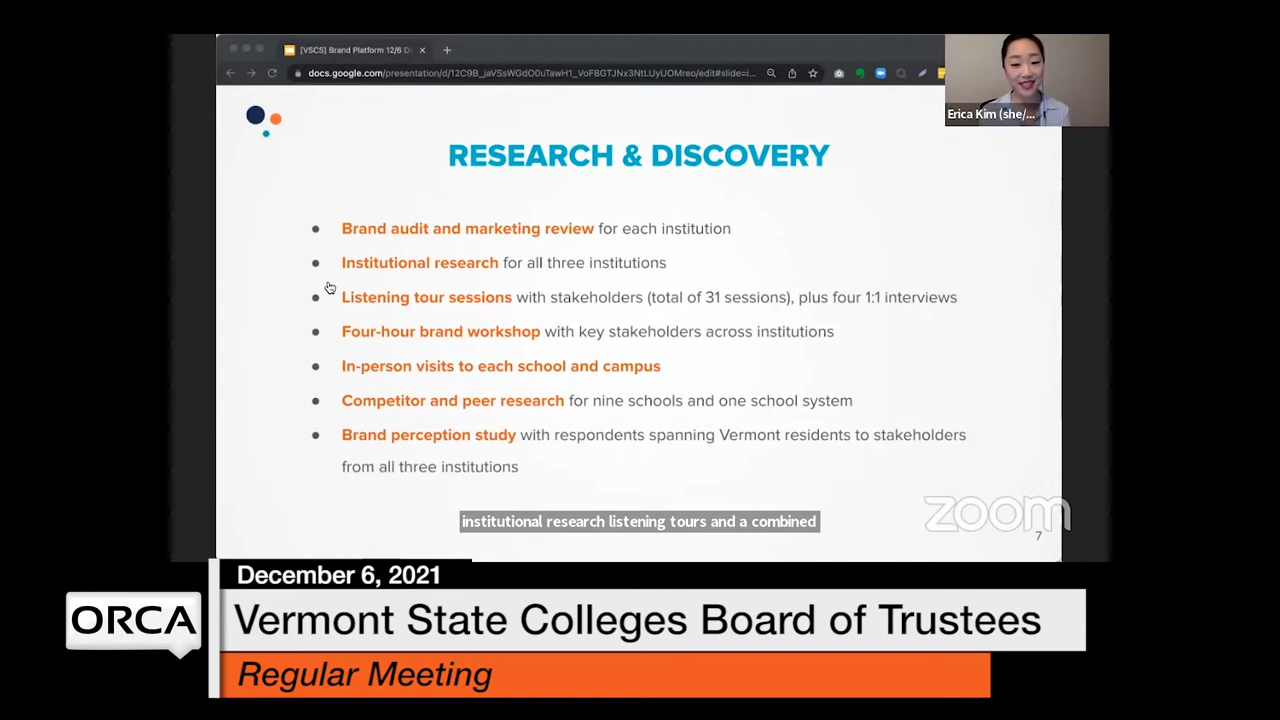 [VSCS] Brand Platform 12/6 D
docs.google.com/presentation/d/12C9B_jaVSsWGdO0uTawH1_VoF8GTJNx3NtLUyUOMreo/edit#slide=i...
Erica Kim (she/...
RESEARCH & DISCOVERY
● Brand audit and marketing review for each institution
● Institutional research for all three institutions
● Listening tour sessions with stakeholders (total of 31 sessions), plus four 1:1 interviews
● Four-hour brand workshop with key stakeholders across institutions
● In-person visits to each school and campus
● Competitor and peer research for nine schools and one school system
● Brand perception study with respondents spanning Vermont residents to stakeholders
from all three institutions
institutional research listening tours and a combined
zoom
7
December 6, 2021
ORCA
Vermont State Colleges Board of Trustees
Regular Meeting